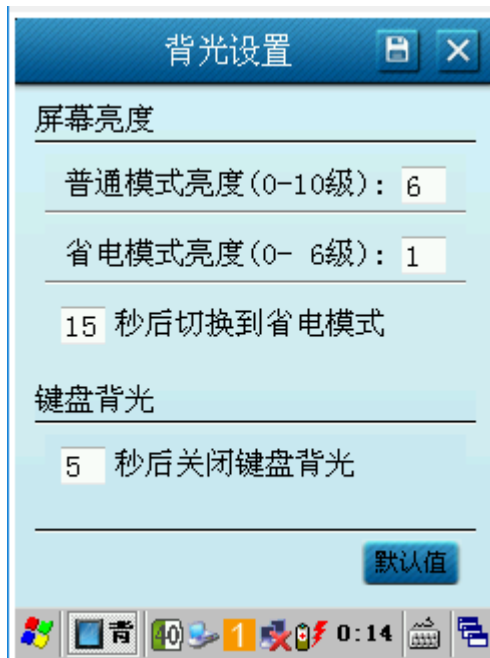 背光设置
屏幕亮度
普通模式亮度(0-10级): 6
省电模式亮度(0- 6级): 1
15 秒后切换到省电模式
键盘背光
5 秒后关闭键盘背光
默认值
背 40 1 0:14